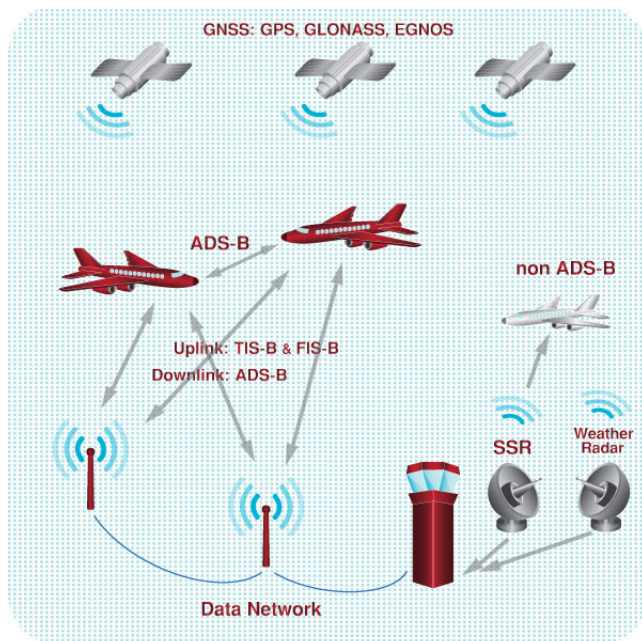 GNSS: GPS, GLONASS, EGNOS
ADS-B
non ADS-B
Uplink: TIS-B & FIS-B
Downlink: ADS-B
SSR
Weather
Radar
Data Network